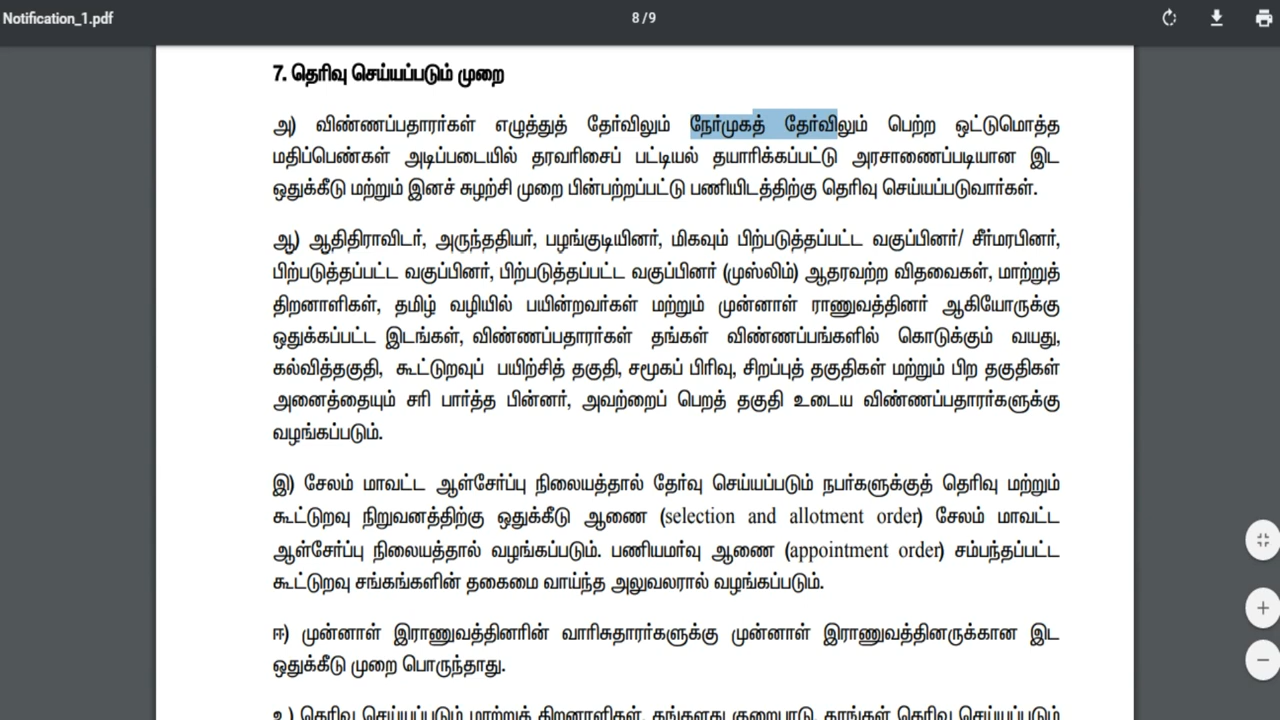 Notification_1.pdf
8 / 9
7. தெரிவு செய்யப்படும் முறை
அ) விண்ணப்பதாரர்கள் எழுத்துத் தேர்விலும் நேர்முகத் தேர்விலும் பெற்ற ஒட்டுமொத்த
மதிப்பெண்கள் அடிப்படையில் தரவரிசைப் பட்டியல் தயாரிக்கப்பட்டு அரசாணைப்படியான இட
ஒதுக்கீடு மற்றும் இனச் சுழற்சி முறை பின்பற்றப்பட்டு பணியிடத்திற்கு தெரிவு செய்யப்படுவார்கள்.
ஆ) ஆதிதிராவிடர், அருந்ததியர், பழங்குடியினர், மிகவும் பிற்படுத்தப்பட்ட வகுப்பினர்/ சீர்மரபினர்,
பிற்படுத்தப்பட்ட வகுப்பினர், பிற்படுத்தப்பட்ட வகுப்பினர் (முஸ்லிம்) ஆதரவற்ற விதவைகள், மாற்றுத்
திறனாளிகள், தமிழ் வழியில் பயின்றவர்கள் மற்றும் முன்னாள் ராணுவத்தினர் ஆகியோருக்கு
ஒதுக்கப்பட்ட இடங்கள், விண்ணப்பதாரர்கள் தங்கள் விண்ணப்பங்களில் கொடுக்கும் வயது,
கல்வித்தகுதி, கூட்டுறவுப் பயிற்சித் தகுதி, சமூகப் பிரிவு, சிறப்புத் தகுதிகள் மற்றும் பிற தகுதிகள்
அனைத்தையும் சரி பார்த்த பின்னர், அவற்றைப் பெறத் தகுதி உடைய விண்ணப்பதாரர்களுக்கு
வழங்கப்படும்.
இ) சேலம் மாவட்ட ஆள்சேர்ப்பு நிலையத்தால் தேர்வு செய்யப்படும் நபர்களுக்குத் தெரிவு மற்றும்
கூட்டுறவு நிறுவனத்திற்கு ஒதுக்கீடு ஆணை (selection and allotment order) சேலம் மாவட்ட
ஆள்சேர்ப்பு நிலையத்தால் வழங்கப்படும். பணியமர்வு ஆணை (appointment order) சம்பந்தப்பட்ட
கூட்டுறவு சங்கங்களின் தகைமை வாய்ந்த அலுவலரால் வழங்கப்படும்.
ஈ) முன்னாள் இராணுவத்தினரின் வாரிசுதாரர்களுக்கு முன்னாள் இராணுவத்தினருக்கான இட
ஒதுக்கீடு முறை பொருந்தாது.
உ) தெரிவு செய்யப்படும் மாற்றுத் திறனாளிகள், தங்களது குறைபாடு, தாங்கள் தெரிவு செய்யப்படும்